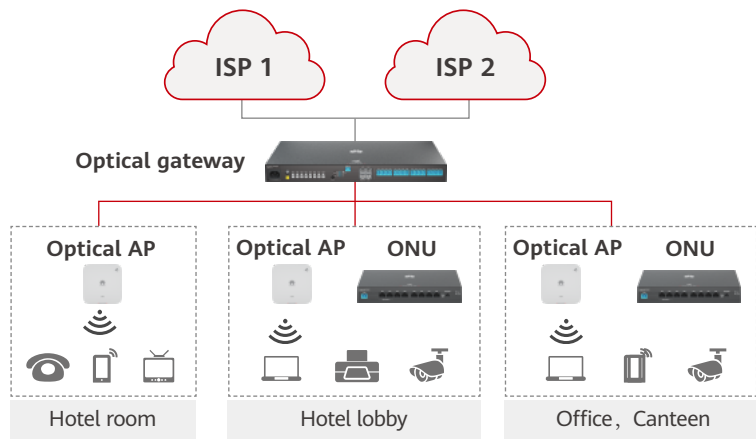 ISP 1
ISP 2
Optical gateway
Optical AP
Optical AP
ONU
Optical AP
ONU
Hotel room
Hotel lobby
Office，Canteen